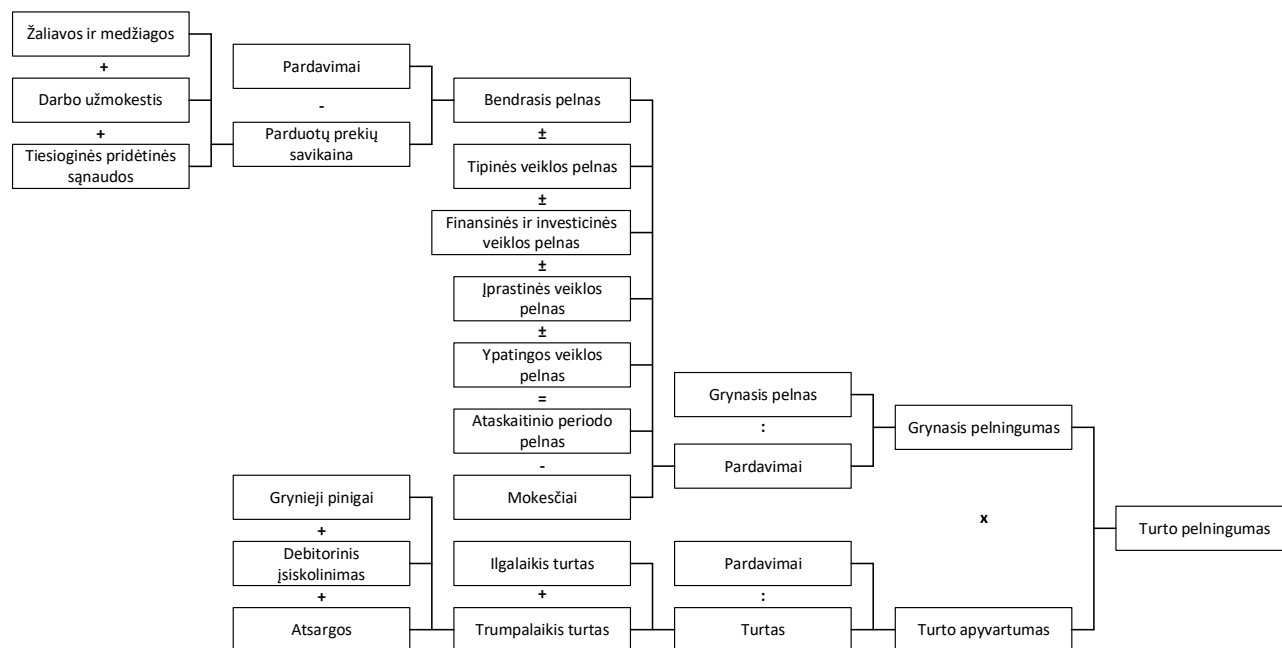 Žaliavos ir medžiagos
+
Darbo užmokestis
+
Tiesioginės pridėtinės
sąnaudos
Pardavimai
-
Parduotų prekių
savikaina
Bendrasis pelnas
±
Tipinės veiklos pelnas
±
Finansinės ir investicinės
veiklos pelnas
±
Įprastinės veiklos
pelnas
±
Ypatingos veiklos
pelnas
=
Ataskaitinio periodo
pelnas
-
Mokesčiai
Grynasis pelnas
:
Pardavimai
Grynasis pelningumas
x
Turto pelningumas
Grynieji pinigai
+
Debitorinis
įsiskolinimas
+
Atsargos
Ilgalaikis turtas
+
Trumpalaikis turtas
Pardavimai
:
Turtas
Turto apyvartumas